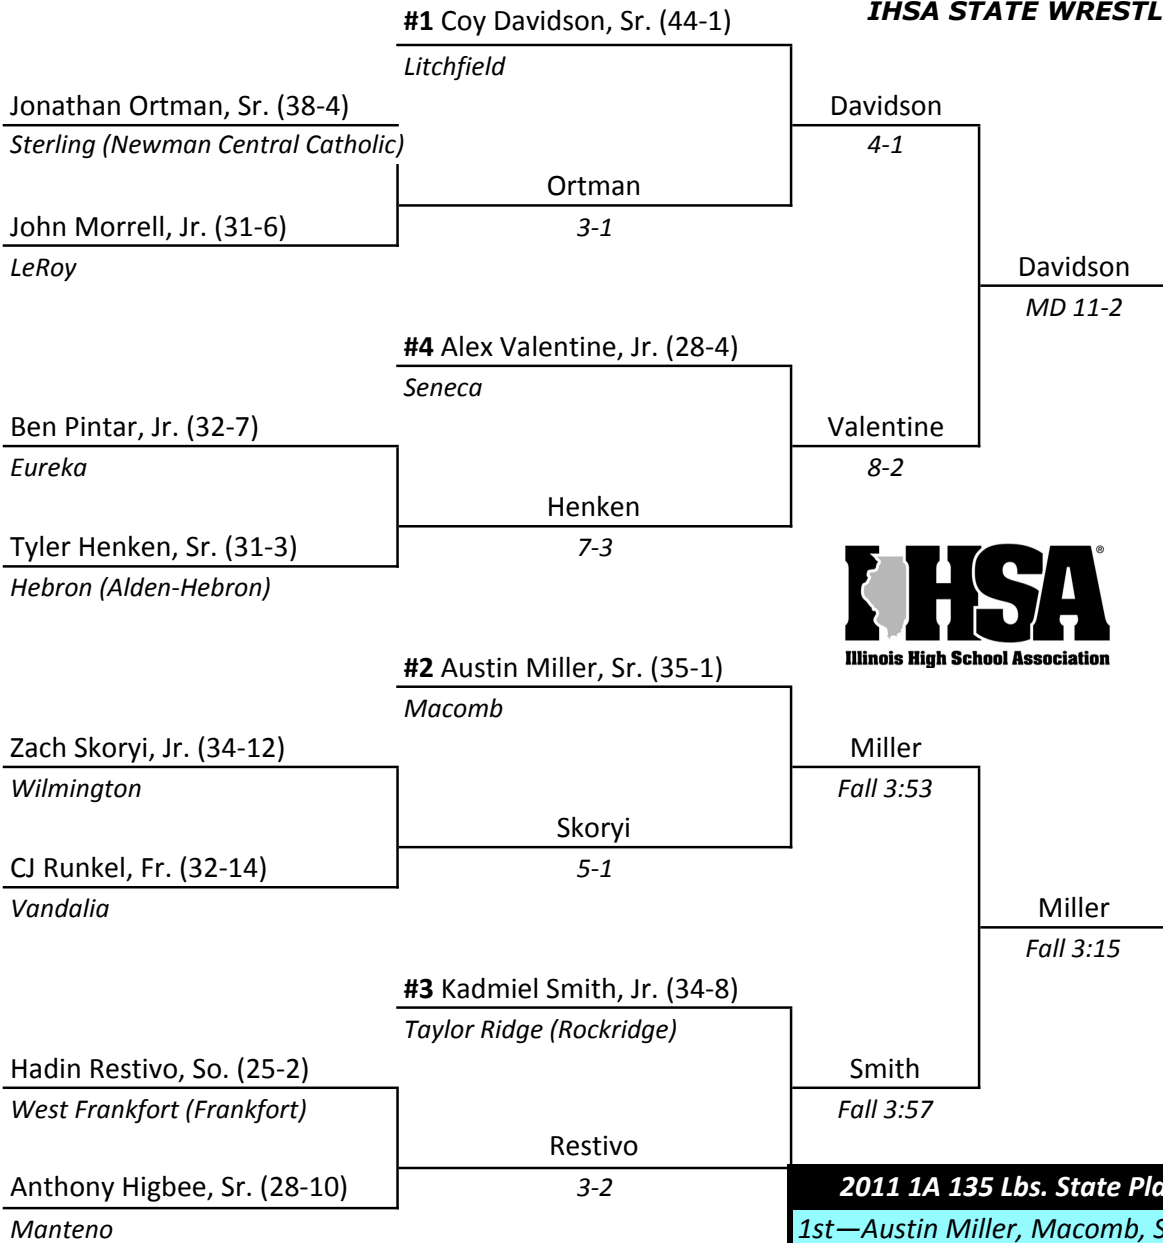 IHSA STATE WRESTL
#1 Coy Davidson, Sr. (44-1)
Litchfield
Jonathan Ortman, Sr. (38-4)
Davidson
Sterling (Newman Central Catholic)
4-1
Ortman
John Morrell, Jr. (31-6)
3-1
LeRoy
Davidson
MD 11-2
#4 Alex Valentine, Jr. (28-4)
Seneca
Ben Pintar, Jr. (32-7)
Valentine
Eureka
8-2
Henken
Tyler Henken, Sr. (31-3)
7-3
Hebron (Alden-Hebron)
IHSA®
Illinois High School Association
#2 Austin Miller, Sr. (35-1)
Macomb
Zach Skoryi, Jr. (34-12)
Miller
Wilmington
Fall 3:53
Skoryi
CJ Runkel, Fr. (32-14)
5-1
Vandalia
Miller
Fall 3:15
#3 Kadmiel Smith, Jr. (34-8)
Taylor Ridge (Rockridge)
Hadin Restivo, So. (25-2)
Smith
West Frankfort (Frankfort)
Fall 3:57
Restivo
Anthony Higbee, Sr. (28-10)
3-2
2011 1A 135 Lbs. State Pla
Manteno
1st—Austin Miller, Macomb, S